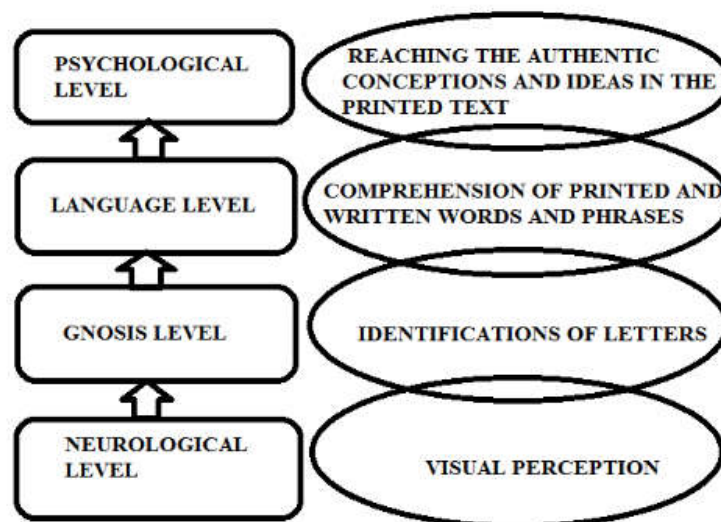 PSYCHOLOGICAL
LEVEL
REACHING THE AUTHENTIC
CONCEPTIONS AND IDEAS IN THE
PRINTED TEXT
LANGUAGE LEVEL
COMPREHENSION OF PRINTED AND
WRITTEN WORDS AND PHRASES
GNOSIS LEVEL
IDENTIFICATIONS OF LETTERS
NEUROLOGICAL
LEVEL
VISUAL PERCEPTION